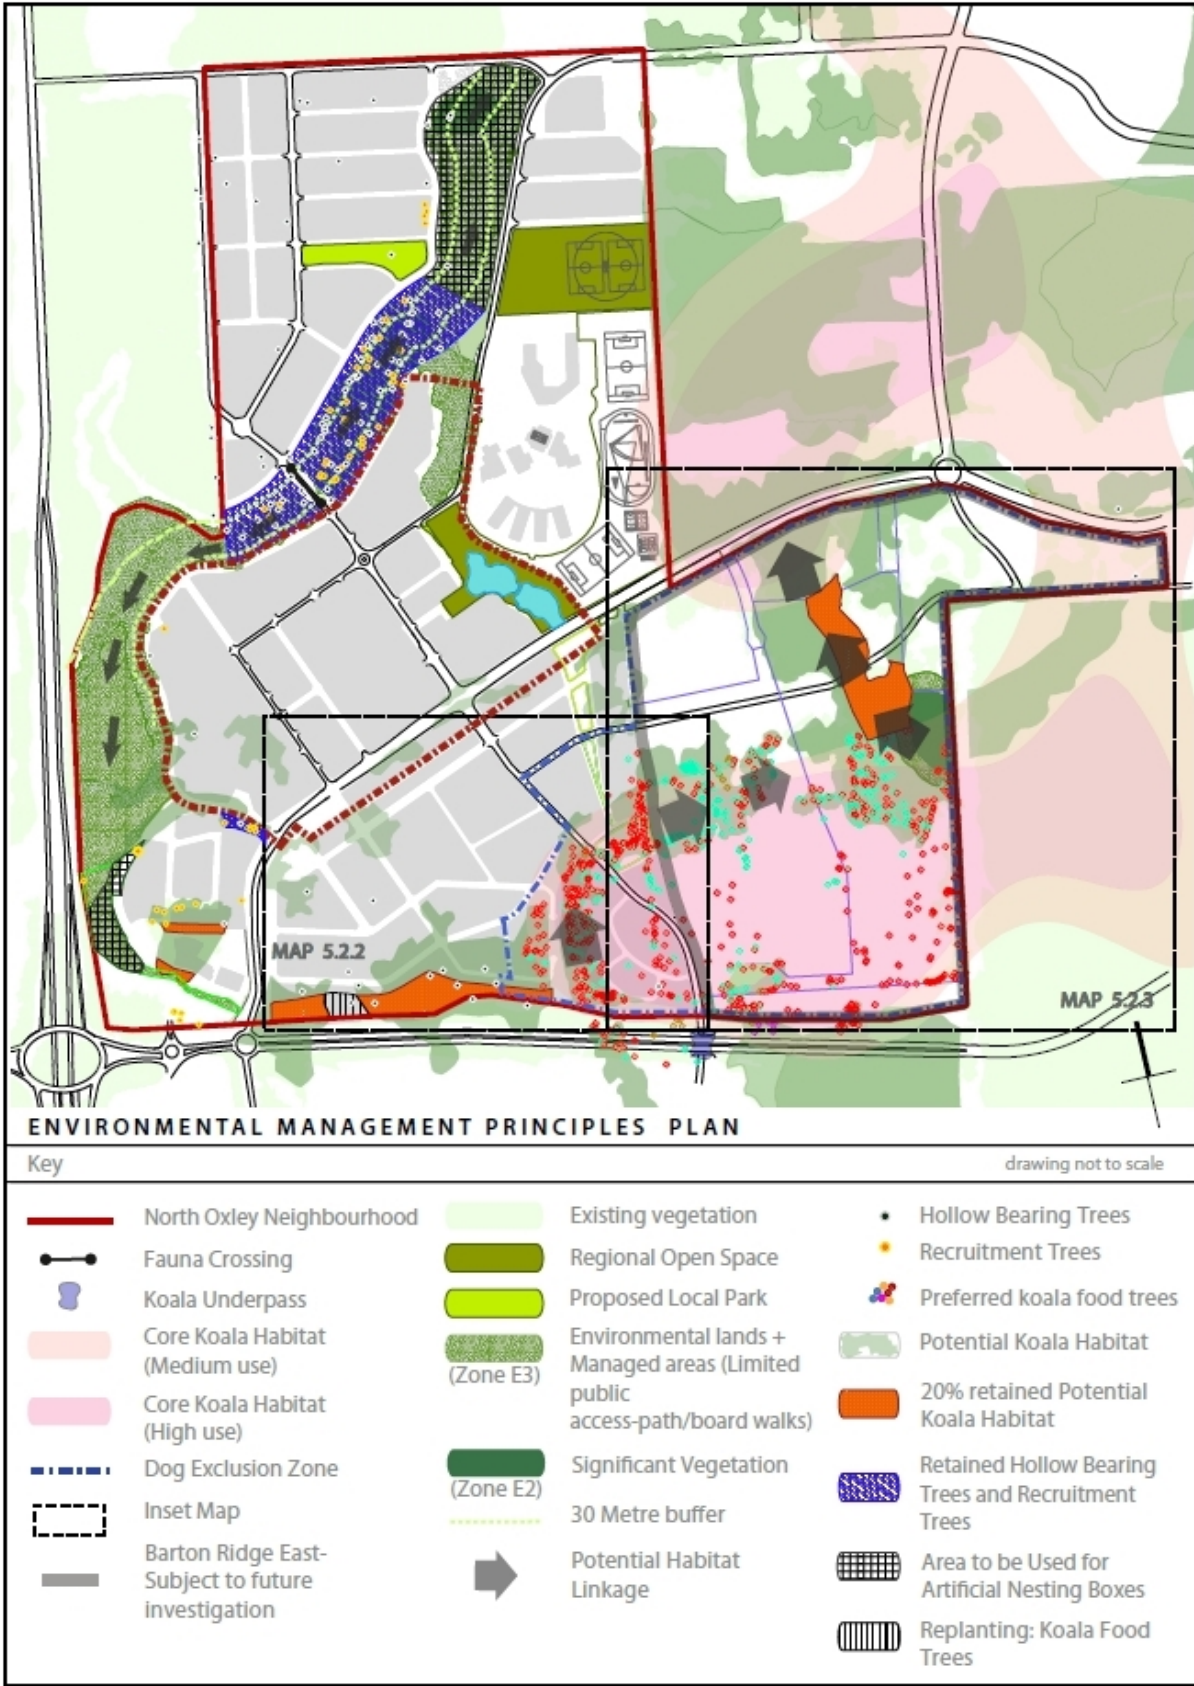 MAP 5.2.2
MAP 5.2.3
ENVIRONMENTAL MANAGEMENT PRINCIPLES PLAN
Key
drawing not to scale
North Oxley Neighbourhood
Fauna Crossing
Koala Underpass
Core Koala Habitat
(Medium use)
Core Koala Habitat
(High use)
Dog Exclusion Zone
Inset Map
Barton Ridge East-
Subject to future
investigation
Existing vegetation
Regional Open Space
Proposed Local Park
Environmental lands +
Managed areas (Limited
public
access-path/board walks)
(Zone E3)
Significant Vegetation
(Zone E2)
30 Metre buffer
Potential Habitat
Linkage
Hollow Bearing Trees
Recruitment Trees
Preferred koala food trees
Potential Koala Habitat
20% retained Potential
Koala Habitat
Retained Hollow Bearing
Trees and Recruitment
Trees
Area to be Used for
Artificial Nesting Boxes
Replanting: Koala Food
Trees